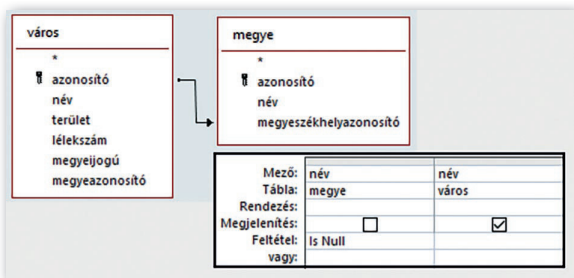 város
*
azonosító
név
terület
lélekszám
megyeijogú
megyeazonosító
megye
*
azonosító
név
megyeszékhelyazonosító
Mező: név név
Tábla: megye város
Rendezés:
Megjelenítés:
Feltétel: Is Null
vagy: